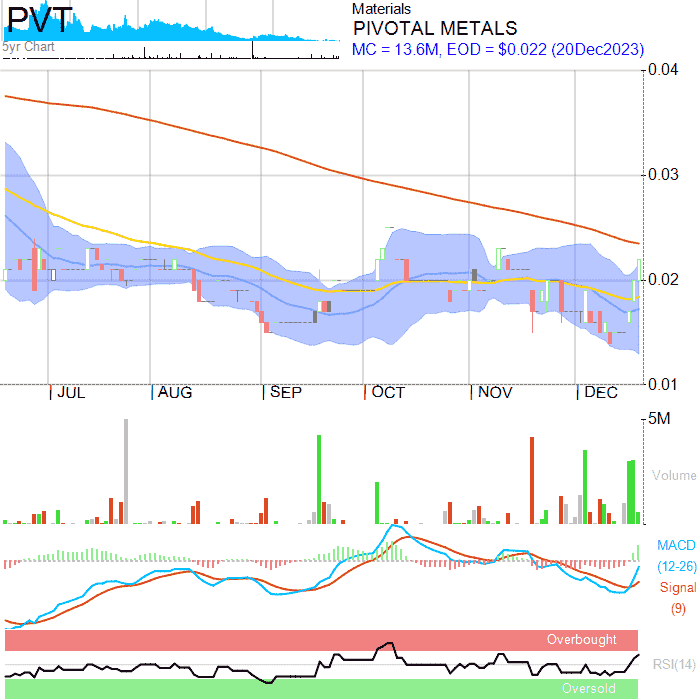 PVT
5yr Chart
Materials
PIVOTAL METALS
MC = 13.6M, EOD = $0.022 (20Dec2023)
0.04
0.03
0.02
0.01
JUL AUG SEP OCT NOV DEC
5M
Volume
MACD
(12-26)
Signal
(9)
Overbought
RSI(14)
Oversold